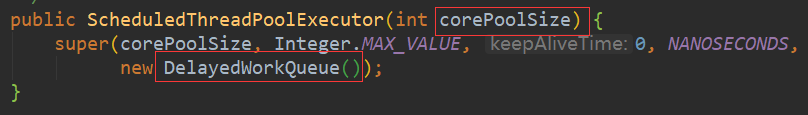 public ScheduledThreadPoolExecutor(int corePoolSize) {
super(corePoolSize, Integer.MAX_VALUE, keepAliveTime: 0, NANOSECONDS,
new DelayedWorkQueue());
}